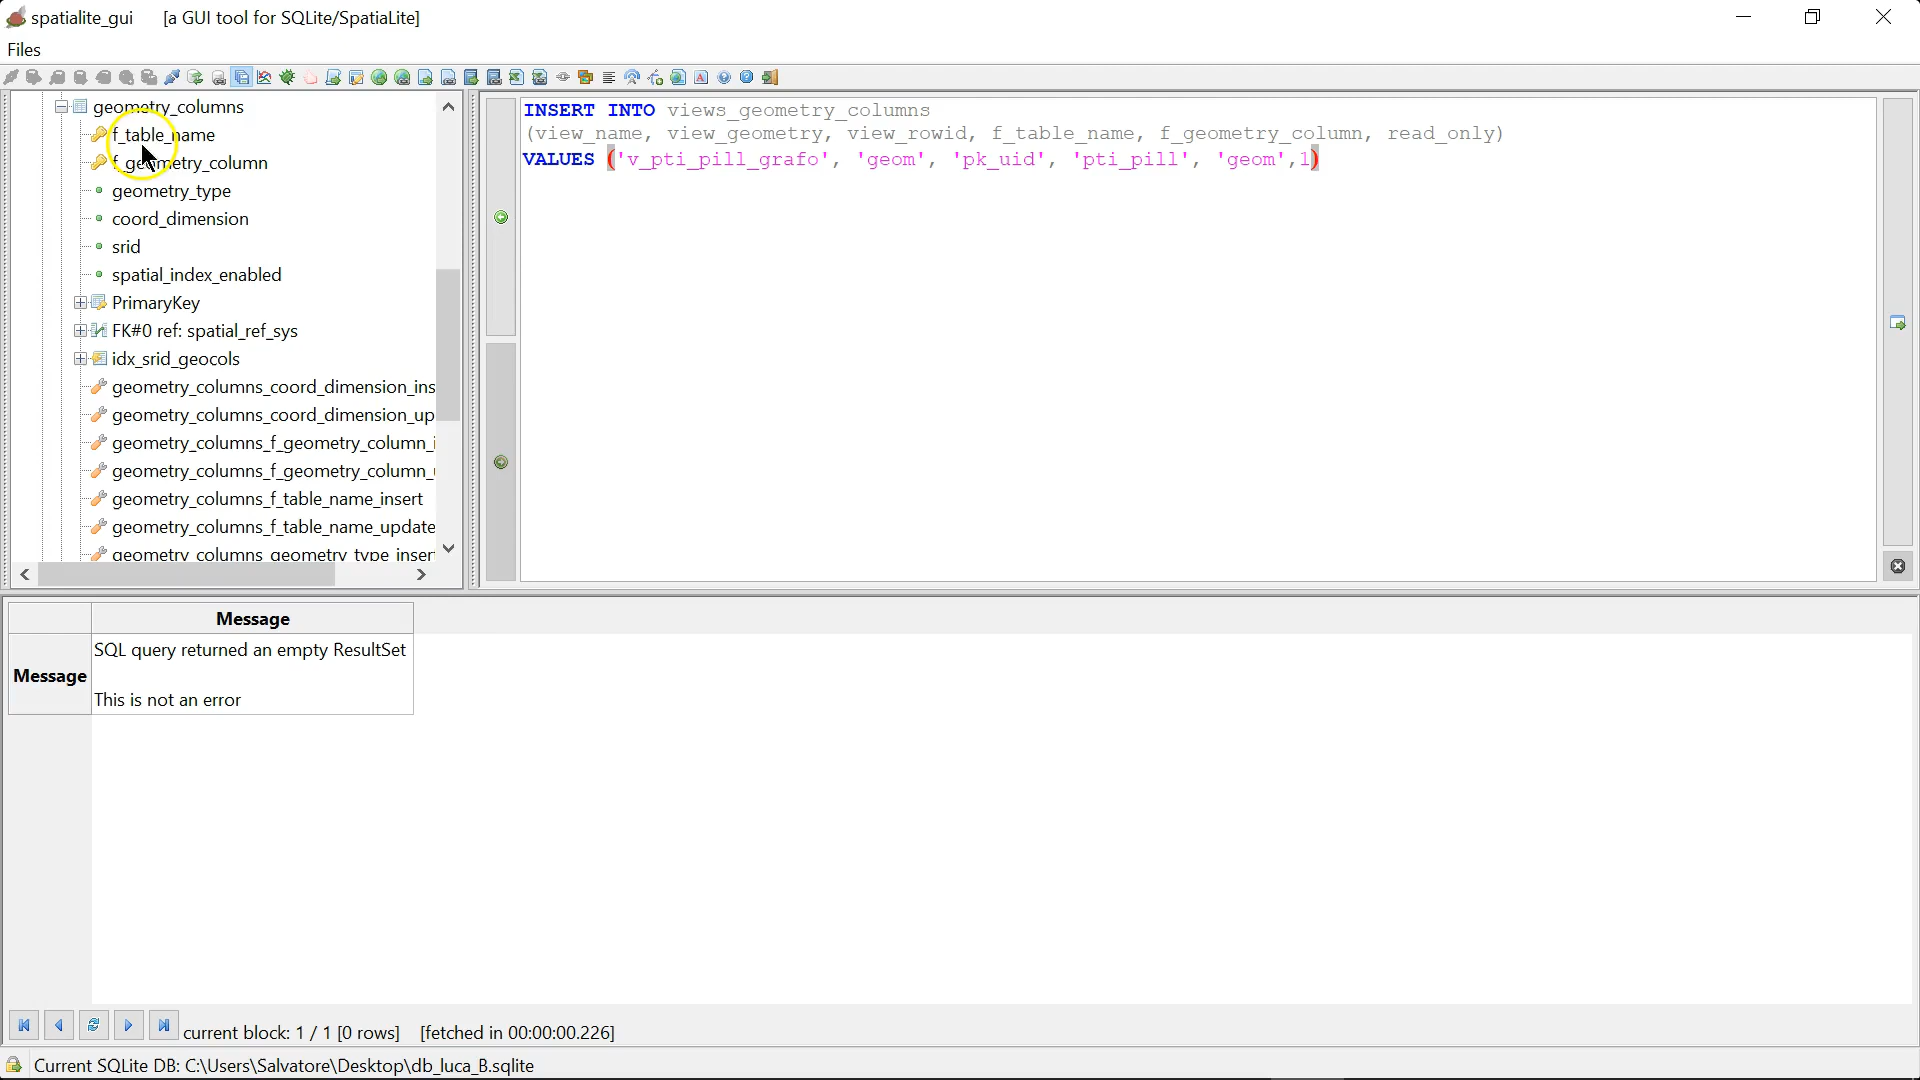 spatialite_gui [a GUI tool for SQLite/SpatiaLite]
Files
geometry_columns
f_table_name
f_geometry_column
geometry_type
coord_dimension
srid
spatial_index_enabled
PrimaryKey
FK#0 ref: spatial_ref_sys
idx_srid_geocols
geometry_columns_coord_dimension_ins
geometry_columns_coord_dimension_up
geometry_columns_f_geometry_column_i
geometry_columns_f_geometry_column_
geometry_columns_f_table_name_insert
geometry_columns_f_table_name_update
geometry_columns_geometry_type_inser
INSERT INTO views_geometry_columns
(view_name, view_geometry, view_rowid, f_table_name, f_geometry_column, read_only)
VALUES ('v_pti_pill_grafo', 'geom', 'pk_uid', 'pti_pill', 'geom',1)
Message
Message
SQL query returned an empty ResultSet
This is not an error
current block: 1 / 1 [0 rows] [fetched in 00:00:00.226]
Current SQLite DB: C:\Users\Salvatore\Desktop\db_luca_B.sqlite